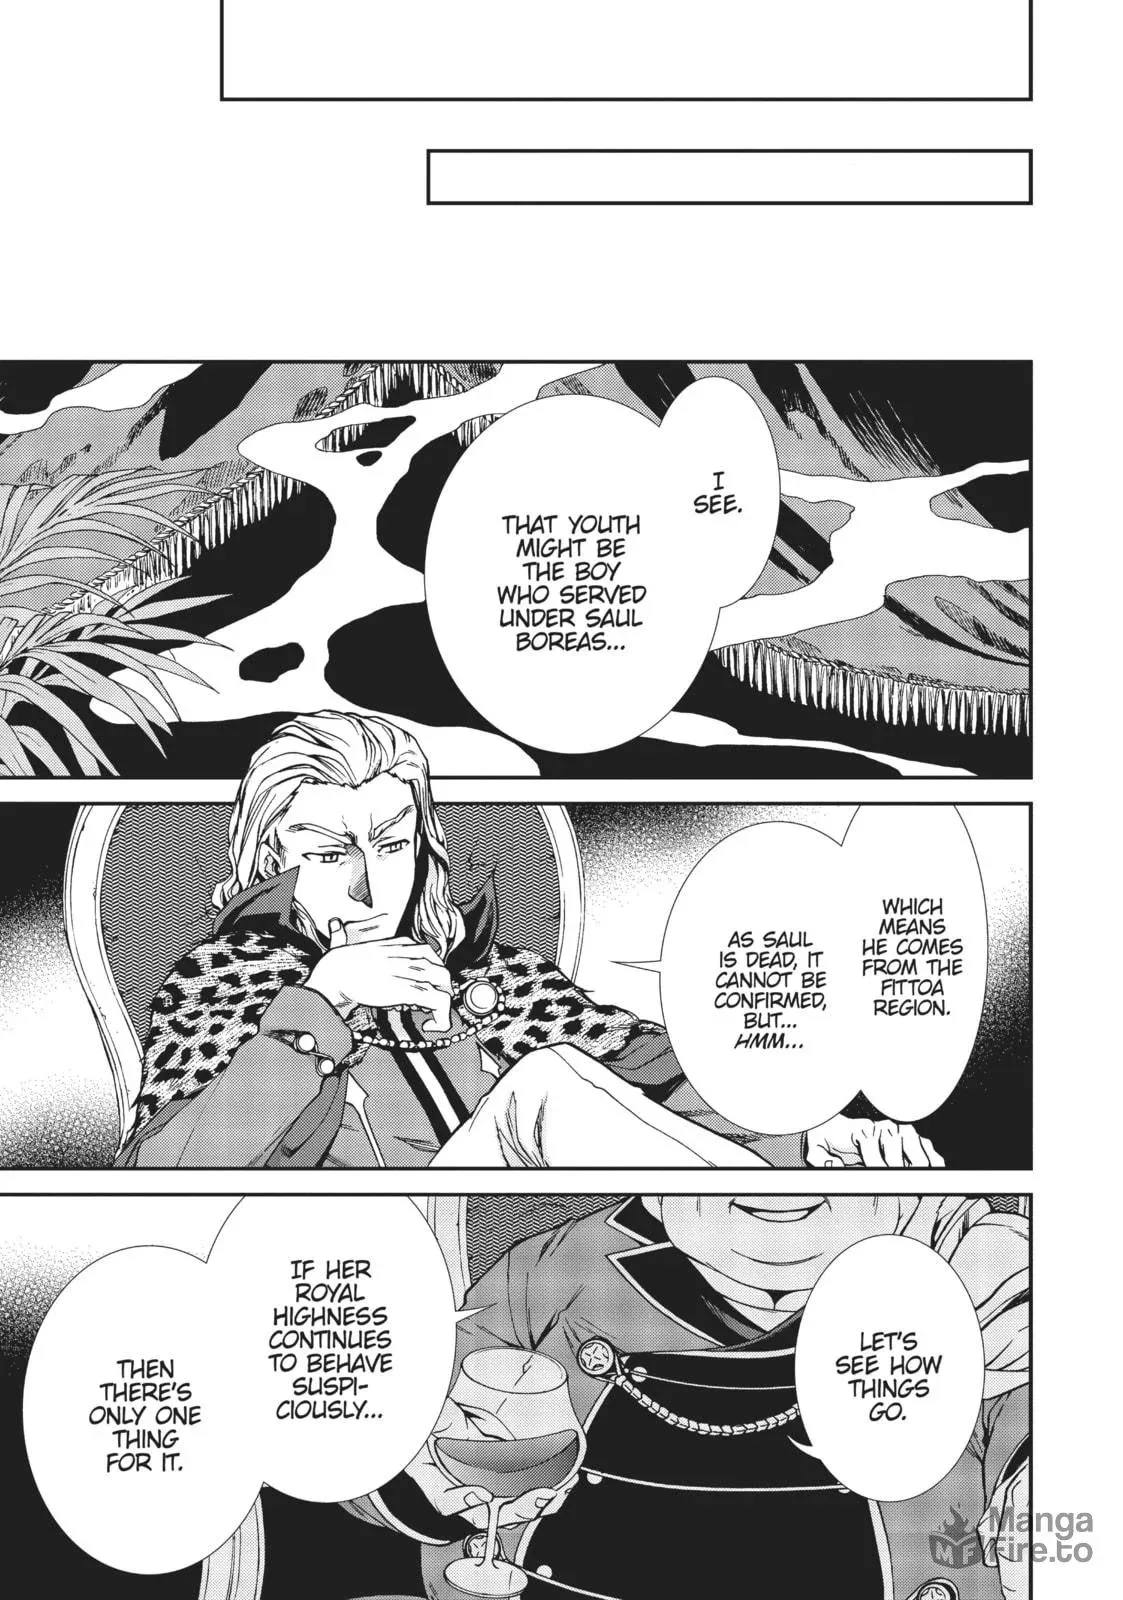 I
SEE.
THAT YOUTH
MIGHT BE
THE BOY
WHO SERVED
UNDER SAUL
BOREAS...
WHICH
MEANS
HE COMES
FROM THE
FITTOA
REGION.
AS SAUL
IS DEAD, IT
CANNOT BE
CONFIRMED,
BUT...
HMM...
LET'S
SEE HOW
THINGS
GO.
IF HER
ROYAL
HIGHNESS
CONTINUES
TO BEHAVE
SUSPI-
CIOUSLY...
THEN
THERE'S
ONLY ONE
THING
FOR IT.
MF
Manga
Fire.to